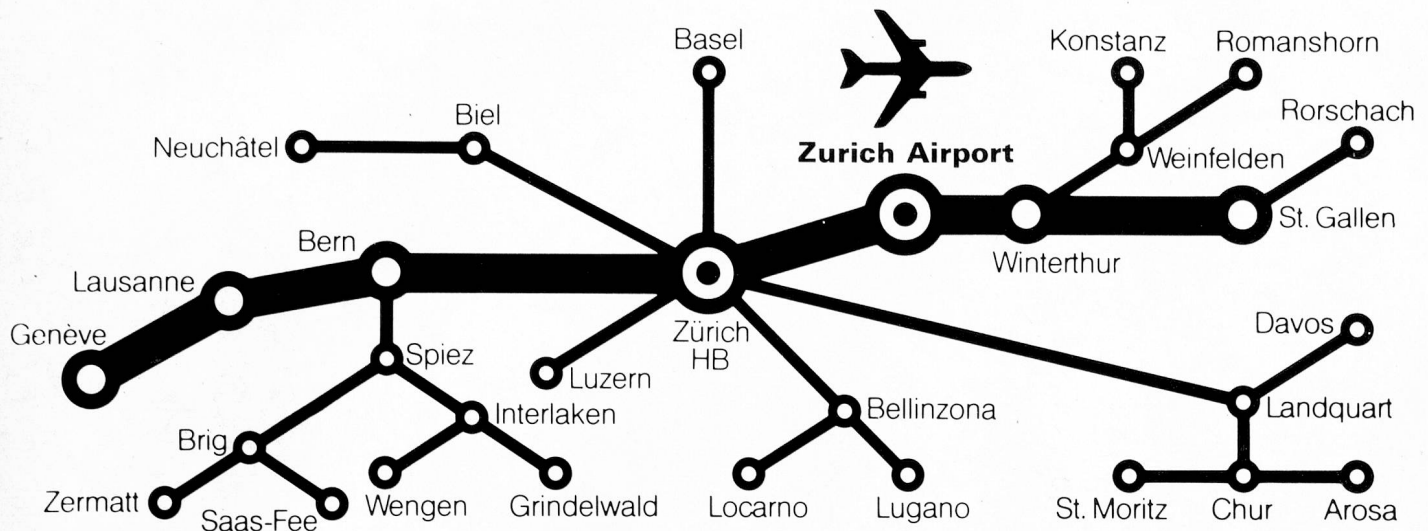 Basel
Konstanz
Romanshorn
Biel
Rorschach
Neuchâtel
Zurich Airport
Weinfelden
Bern
St. Gallen
Lausanne
Winterthur
Genève
Zürich
HB
Davos
Spiez
Luzern
Interlaken
Bellinzona
Landquart
Brig
Zermatt
Saas-Fee
Wengen
Grindelwald
Locarno
Lugano
St. Moritz
Chur
Arosa